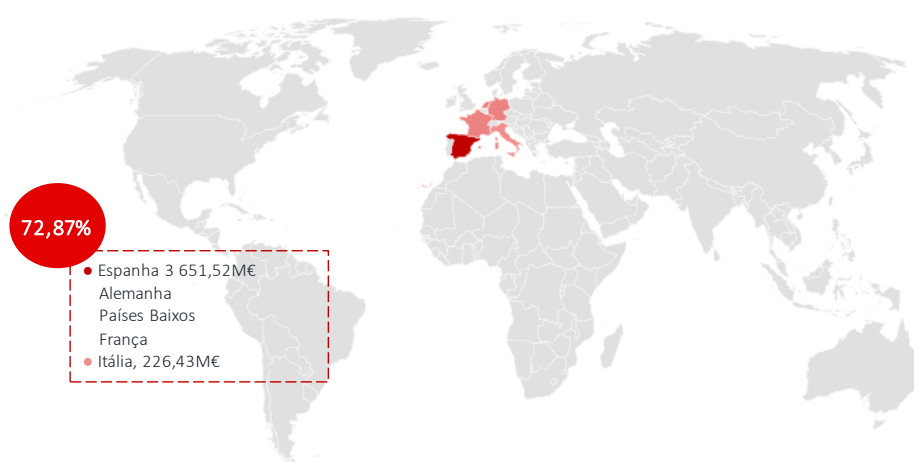 72,87%
Espanha 3 651,52M€
Alemanha
Países Baixos
França
Itália, 226,43M€